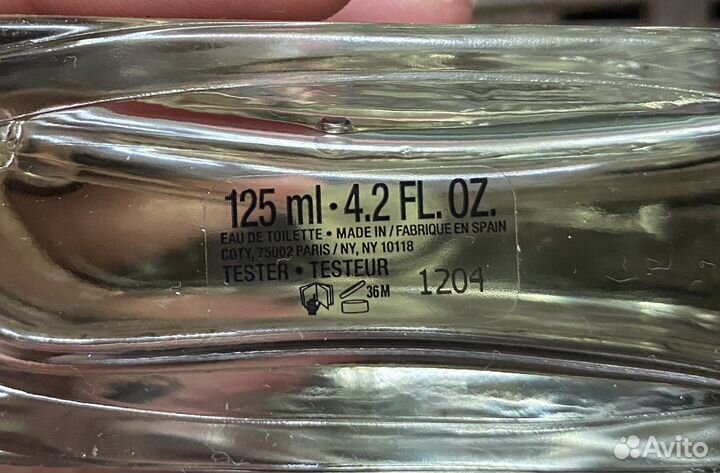 125 ml · 4.2 FL. OZ.
EAU DE TOILETTE • MADE IN / FABRIQUE EN SPAIN
COTY, 75002 PARIS / NY, NY 10118
TESTER • TESTEUR
36M 1204
Avito